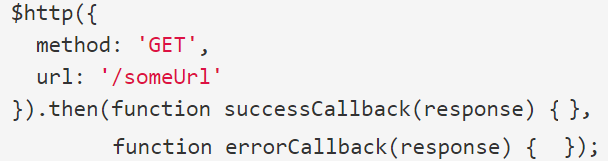 $http({
  method: 'GET',
  url: '/someUrl'
}).then(function successCallback(response) { },
        function errorCallback(response) {  });